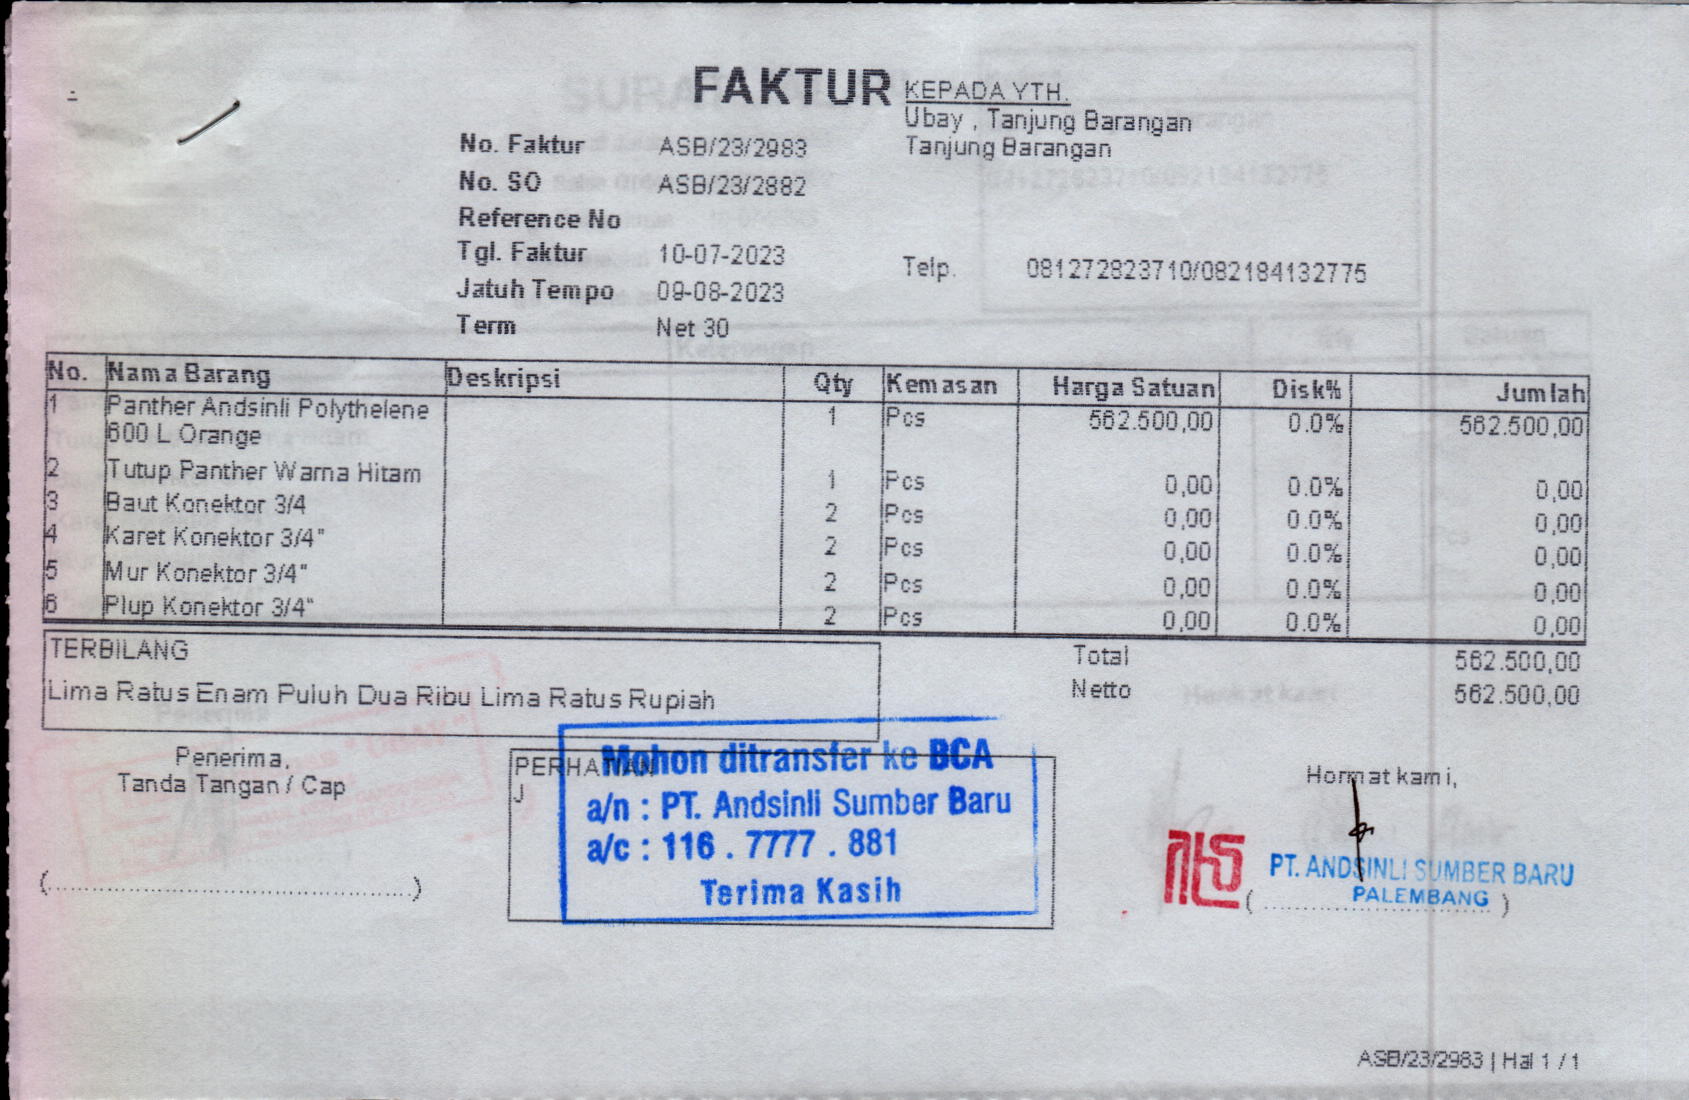 FAKTUR
No. Faktur ASB/23/2983
No. SO ASB/23/2882
Reference No
Tgl. Faktur 10-07-2023
Jatuh Tempo 09-08-2023
Term Net 30
KEPADA YTH.
Ubay , Tanjung Barangan
Tanjung Barangan
Telp. 081272823710/082184132775
No. Nama Barang Deskripsi Qty Kemasan Harga Satuan Disk% Jumlah
1 Panther Andsinli Polythelene 1 Pcs 562.500,00 0.0% 562.500,00
600 L Orange
2 Tutup Panther Warna Hitam 1 Pcs 0,00 0.0% 0,00
3 Baut Konektor 3/4 2 Pcs 0,00 0.0% 0,00
4 Karet Konektor 3/4" 2 Pcs 0,00 0.0% 0,00
5 Mur Konektor 3/4" 2 Pcs 0,00 0.0% 0,00
6 Plup Konektor 3/4" 2 Pcs 0,00 0.0% 0,00
TERBILANG
Lima Ratus Enam Puluh Dua Ribu Lima Ratus Rupiah
Total 562.500,00
Netto 562.500,00
Penerima,
Tanda Tangan / Cap
(........................................)
PERHATIAN
J
Mohon ditransfer ke BCA
a/n : PT. Andsinli Sumber Baru
a/c : 116 . 7777 . 881
Terima Kasih
Hormat kami,
PT. ANDSINLI SUMBER BARU
PALEMBANG
(.........................)
ASB/23/2983 | Hal 1 / 1